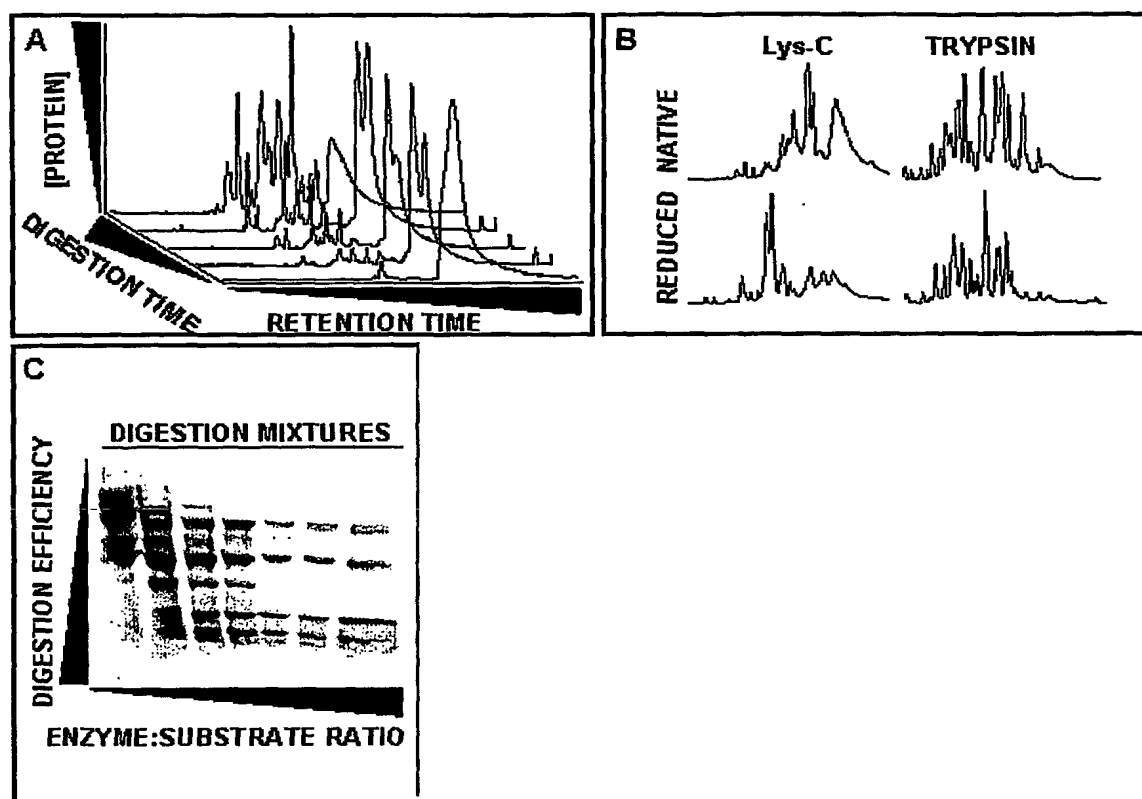 A
[PROTEIN]
DIGESTION TIME
RETENTION TIME
B
Lys-C TRYPSIN
NATIVE
REDUCED
C
DIGESTION MIXTURES
DIGESTION EFFICIENCY
ENZYME:SUBSTRATE RATIO